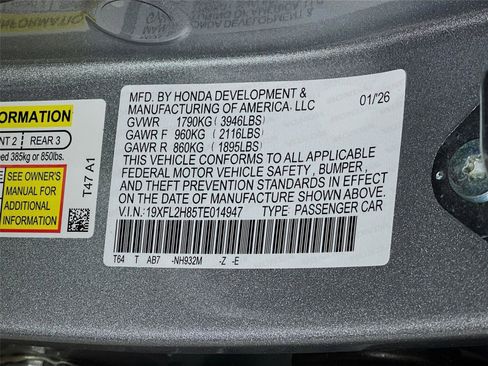 FORMATION
NT 2 | REAR 3
ed 385kg or 850lbs.
SEE OWNER'S
MANUAL FOR
ADDITIONAL
INFORMATION
T47 A1
MFD. BY HONDA DEVELOPMENT &
MANUFACTURING OF AMERICA, LLC 01/'26
GVWR 1790KG (3946LBS)
GAWR F 960KG (2116LBS)
GAWR R 860KG (1895LBS)
THIS VEHICLE CONFORMS TO ALL APPLICABLE
FEDERAL MOTOR VEHICLE SAFETY, BUMPER,
AND THEFT PREVENTION STANDARDS IN EFFECT
ON THE DATE OF MANUFACTURE SHOWN ABOVE.
V.I.N.:19XFL2H85TE014947 TYPE: PASSENGER CAR
T64 T AB7 -NH932M -Z -E